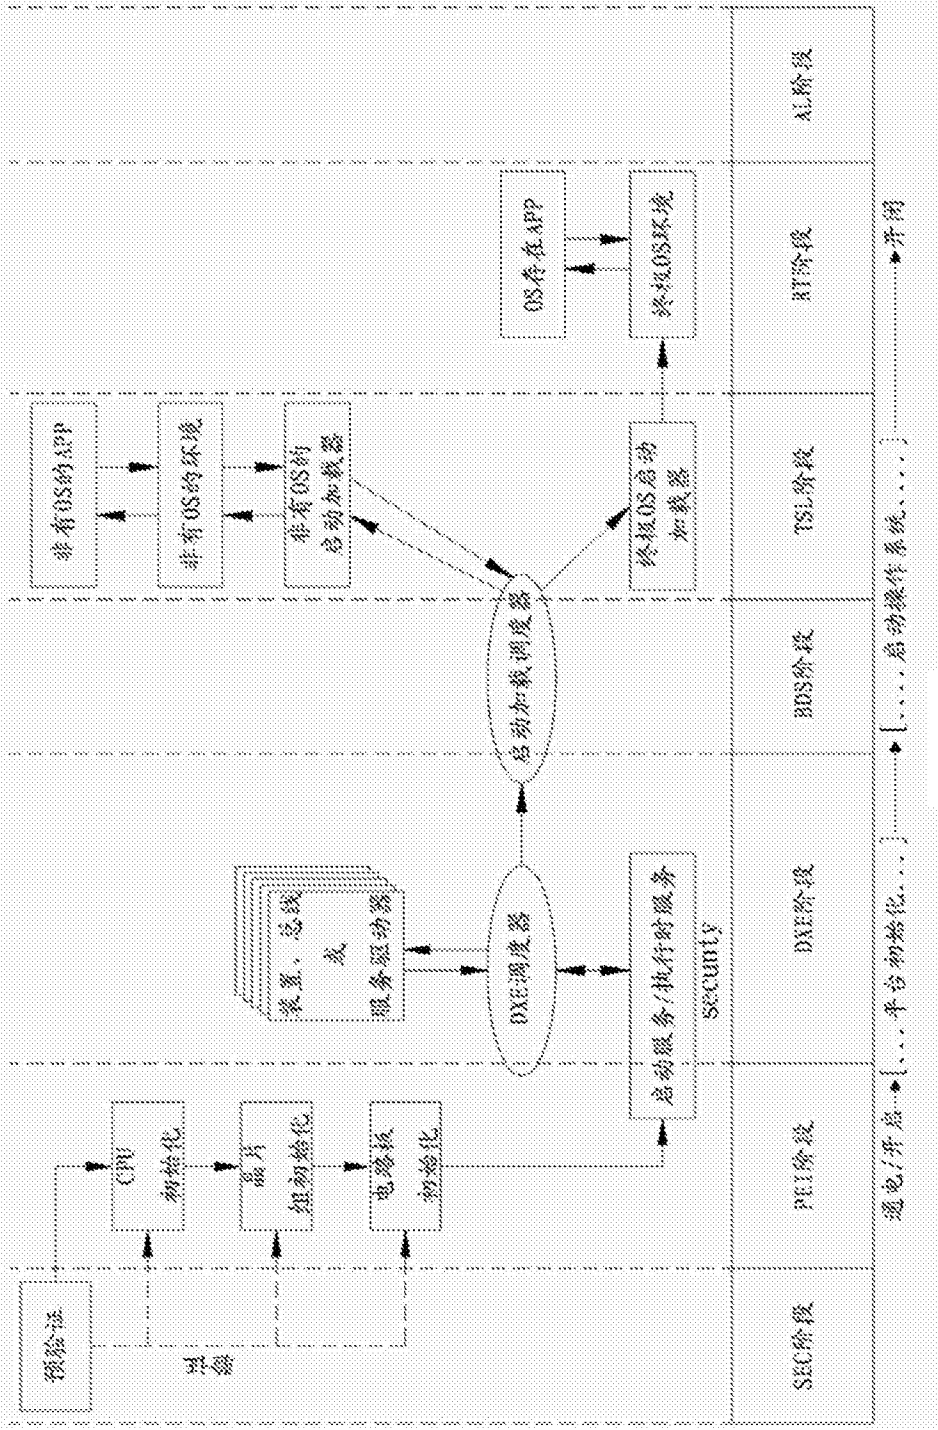 预验证
CPU
初始化
晶片
组初始化
电路板
初始化
装置、总线
或
服务驱动器
DXE调度器
启动服务/执行时服务
secunty
启动加载调度器
非有OS的APP
非有OS的环境
非有OS的
启动加载器
终极OS启动
加载器
OS存在APP
终极OS环境
SEC阶段
PEI阶段
DXE阶段
BDS阶段
TSL阶段
RT阶段
AL阶段
通电/开启
[...平台初始化...]
[....启动操作系统....]
开闭